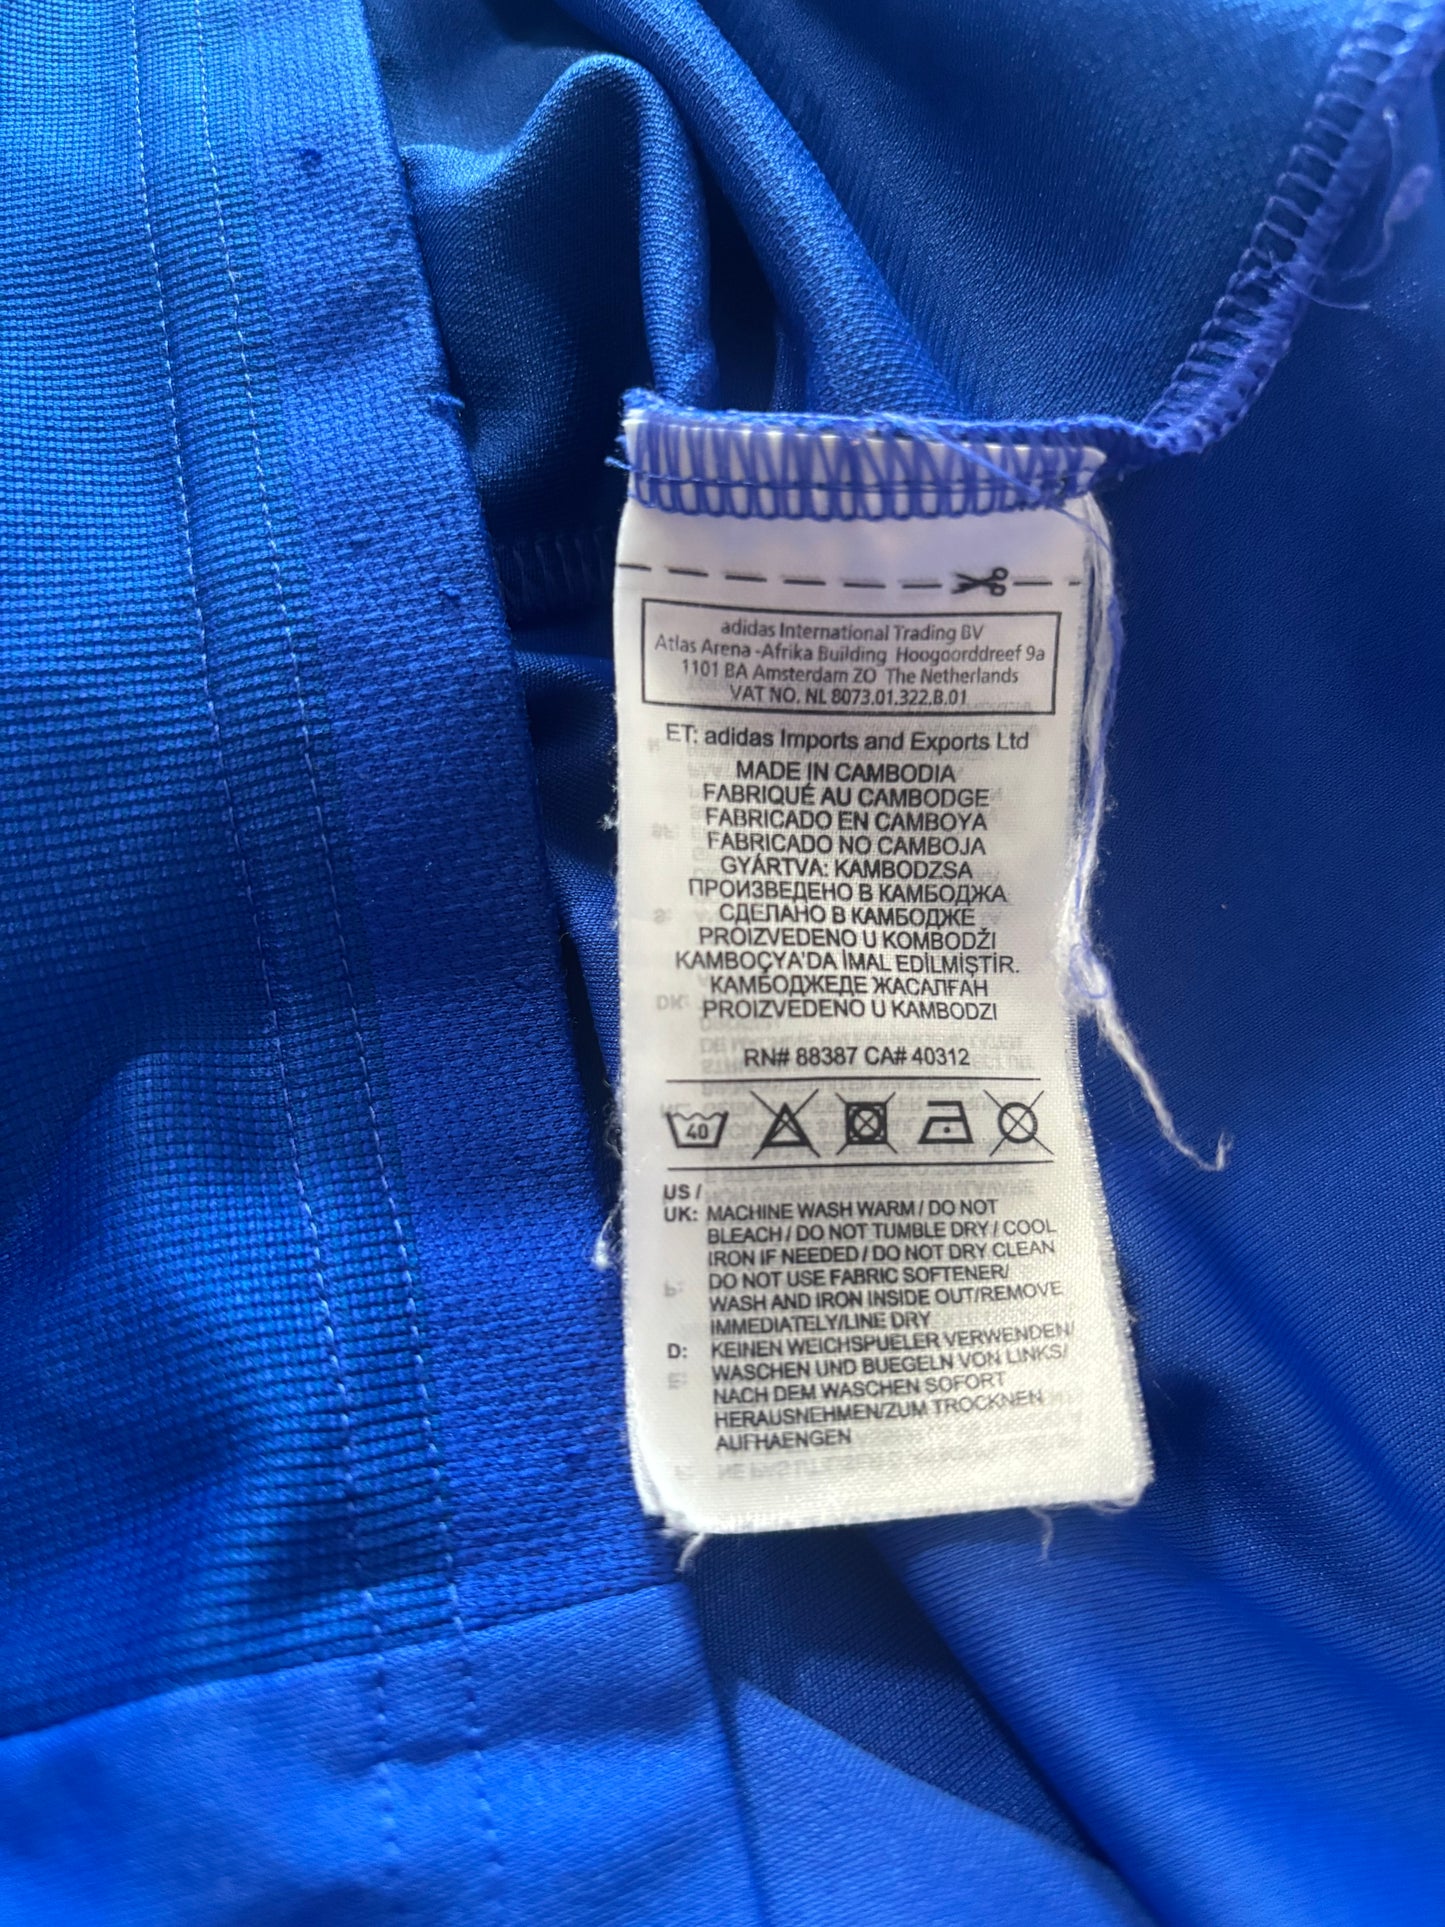 adidas International Trading BV
Atlas Arena -Afrika Building Hoogoorddreef 9a
1101 BA Amsterdam ZO The Netherlands
VAT NO. NL 8073.01.322.B.01
ET: adidas Imports and Exports Ltd
MADE IN CAMBODIA
FABRIQUÉ AU CAMBODGE
FABRICADO EN CAMBOYA
FABRICADO NO CAMBOJA
GYÁRTVA: KAMBODZSA
ПРОИЗВЕДЕНО В КАМБОДЖА
СДЕЛАНО В КАМБОДЖЕ
PROIZVEDENO U KOMBODŽI
KAMBOÇYA'DA İMAL EDİLMİŞTİR.
КАМБОДЖЕДЕ ЖАСАЛҒАН
PROIZVEDENO U KAMBODZI
RN# 88387 CA# 40312
40
US /
UK: MACHINE WASH WARM / DO NOT
BLEACH / DO NOT TUMBLE DRY / COOL
IRON IF NEEDED / DO NOT DRY CLEAN
DO NOT USE FABRIC SOFTENER/
WASH AND IRON INSIDE OUT/REMOVE
IMMEDIATELY/LINE DRY
D: KEINEN WEICHSPUELER VERWENDEN/
WASCHEN UND BUEGELN VON LINKS/
NACH DEM WASCHEN SOFORT
HERAUSNEHMEN/ZUM TROCKNEN
AUFHAENGEN